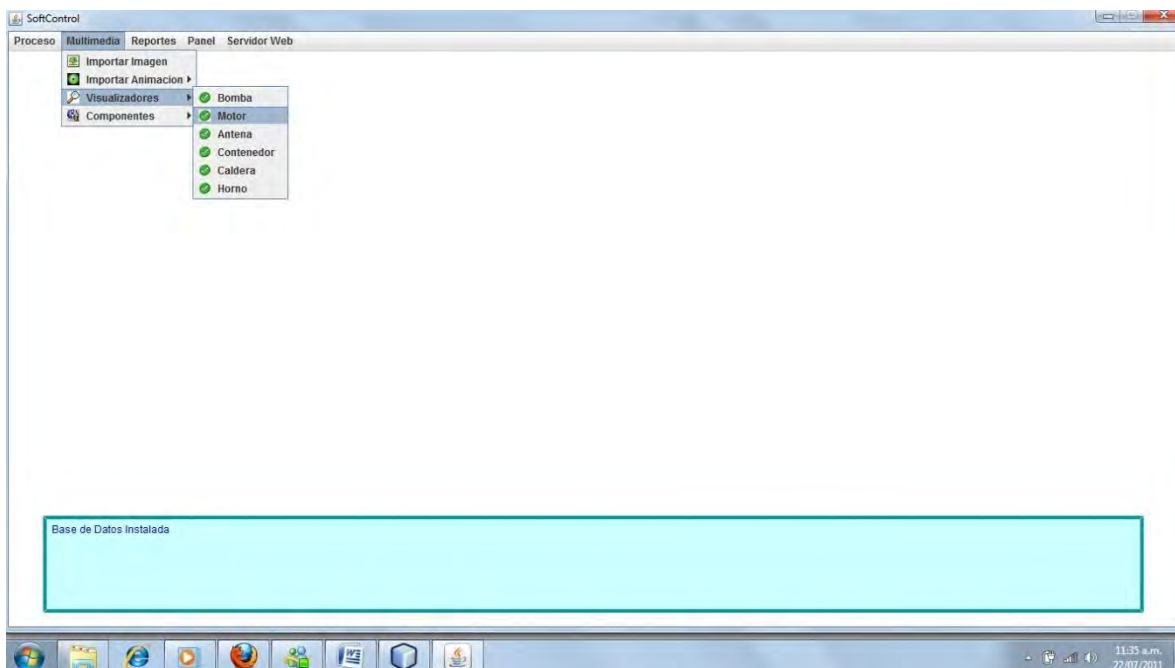 SoftControl
Proceso Multimedia Reportes Panel Servidor Web
Importar Imagen
Importar Animacion
Visualizadores
Componentes
Bomba
Motor
Antena
Contenedor
Caldera
Horno
Base de Datos Instalada
11:35 a.m.
22/07/2011